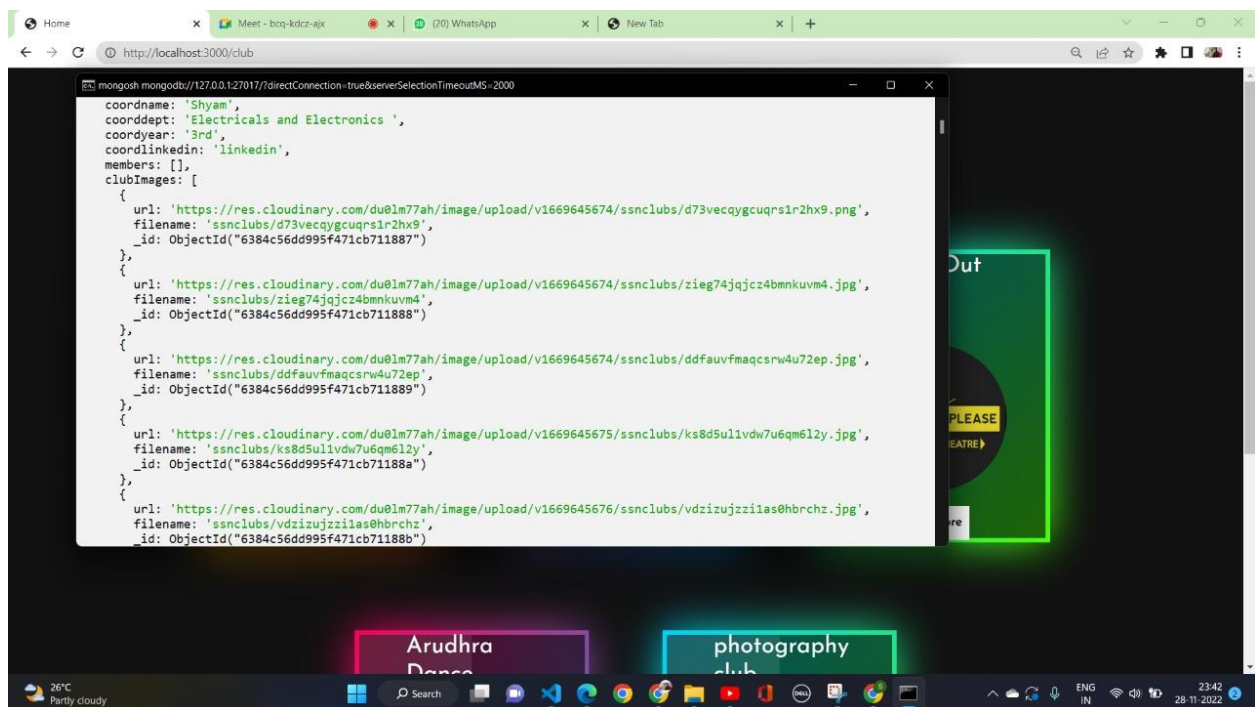 Home
Meet - bcq-kdcz-ajx
(20) WhatsApp
New Tab
http://localhost:3000/club
mongosh mongodb://127.0.0.1:27017/?directConnection=true&serverSelectionTimeoutMS=2000
coordname: 'Shyam',
coorddept: 'Electricals and Electronics ',
coordyear: '3rd',
coordlinkedin: 'linkedin',
members: [],
clubImages: [
{
url: 'https://res.cloudinary.com/du0lm77ah/image/upload/v1669645674/ssnclubs/d73vecqygcuqrs1r2hx9.png',
filename: 'ssnclubs/d73vecqygcuqrs1r2hx9',
_id: ObjectId("6384c56dd995f471cb711887")
},
{
url: 'https://res.cloudinary.com/du0lm77ah/image/upload/v1669645674/ssnclubs/zieg74jqjcz4bmnkuvm4.jpg',
filename: 'ssnclubs/zieg74jqjcz4bmnkuvm4',
_id: ObjectId("6384c56dd995f471cb711888")
},
{
url: 'https://res.cloudinary.com/du0lm77ah/image/upload/v1669645674/ssnclubs/ddfauvfmaqcsrw4u72ep.jpg',
filename: 'ssnclubs/ddfauvfmaqcsrw4u72ep',
_id: ObjectId("6384c56dd995f471cb711889")
},
{
url: 'https://res.cloudinary.com/du0lm77ah/image/upload/v1669645675/ssnclubs/ks8d5ul1vdw7u6qm6l2y.jpg',
filename: 'ssnclubs/ks8d5ul1vdw7u6qm6l2y',
_id: ObjectId("6384c56dd995f471cb71188a")
},
{
url: 'https://res.cloudinary.com/du0lm77ah/image/upload/v1669645676/ssnclubs/vdzizujzzi1as0hbrchz.jpg',
filename: 'ssnclubs/vdzizujzzi1as0hbrchz',
_id: ObjectId("6384c56dd995f471cb71188b")
Out
PLEASE
EATRE
re
Arudhra
Dance
photography
club
26°C
Partly cloudy
Search
DELL
ENG
IN
23:42
28-11-2022
2